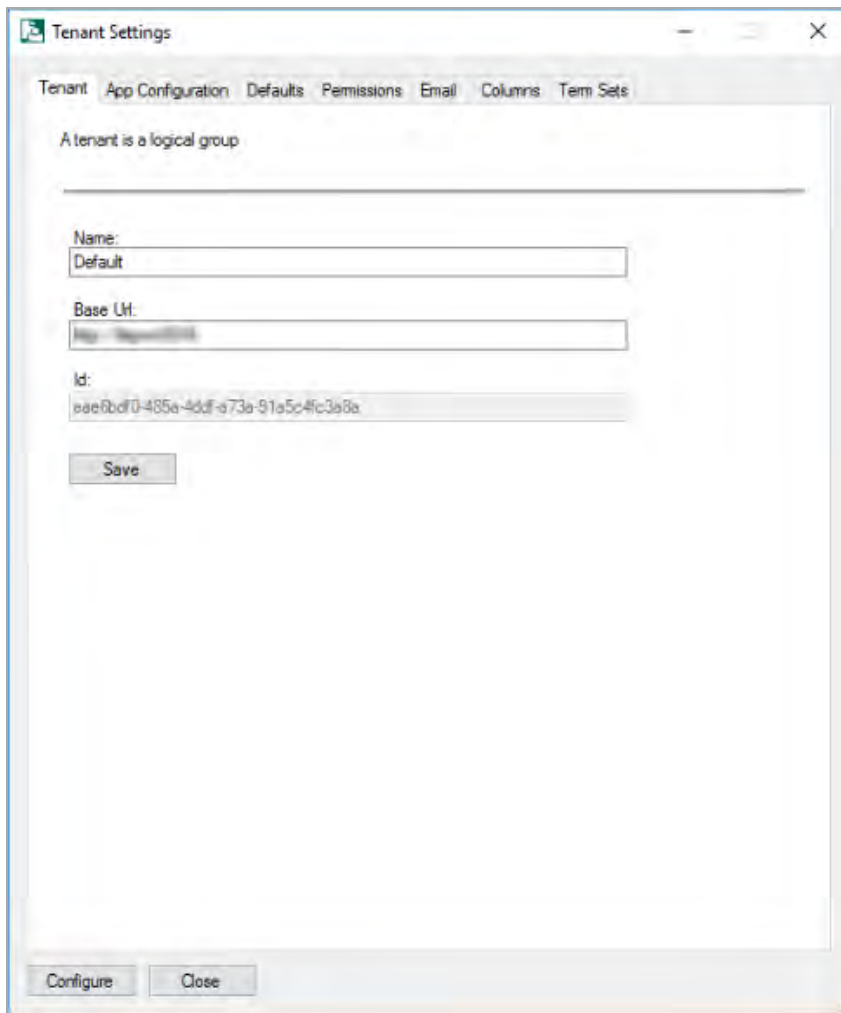 Tenant Settings
Tenant App Configuration Defaults Permissions Email Columns Term Sets
A tenant is a logical group
Name:
Default
Base Url:
Id:
eae6bdf0-485a-4ddf-a73a-91a5c4fc3a8a
Save
Configure Close